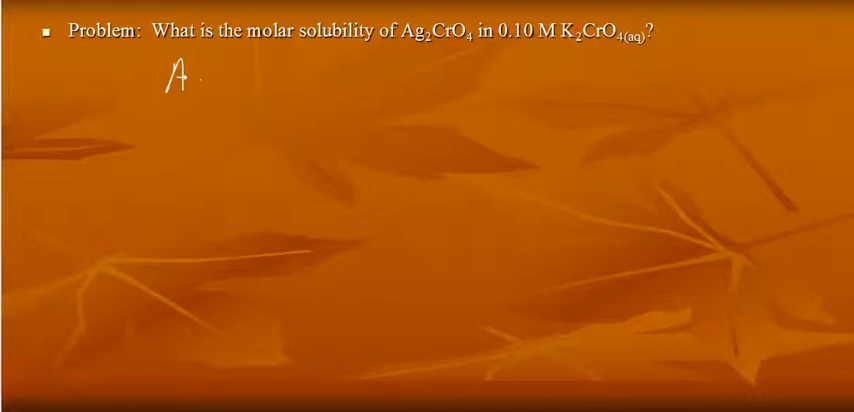 Problem: What is the molar solubility of Ag₂CrO₄ in 0.10 M K₂CrO₄₍aq₎?
A